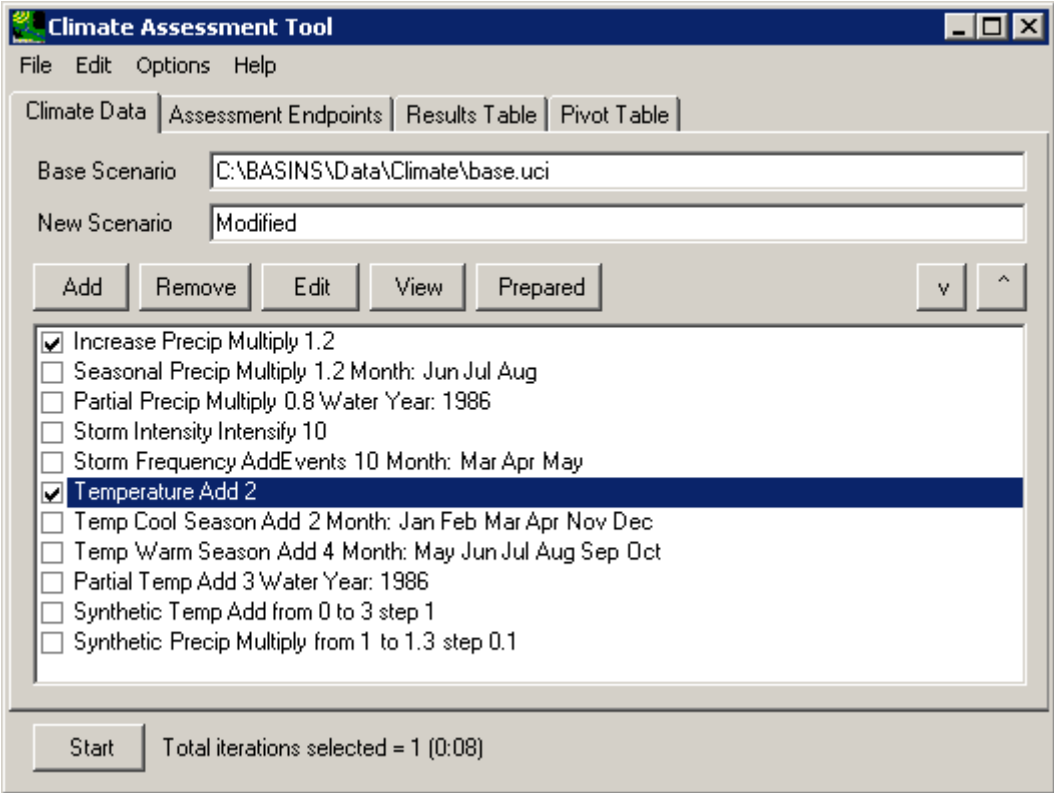 Climate Assessment Tool
File Edit Options Help
Climate Data Assessment Endpoints Results Table Pivot Table
Base Scenario C:\BASINS\Data\Climate\base.uci
New Scenario Modified
Add Remove Edit View Prepared v ^
Increase Precip Multiply 1.2
Seasonal Precip Multiply 1.2 Month: Jun Jul Aug
Partial Precip Multiply 0.8 Water Year: 1986
Storm Intensity Intensify 10
Storm Frequency AddEvents 10 Month: Mar Apr May
Temperature Add 2
Temp Cool Season Add 2 Month: Jan Feb Mar Apr Nov Dec
Temp Warm Season Add 4 Month: May Jun Jul Aug Sep Oct
Partial Temp Add 3 Water Year: 1986
Synthetic Temp Add from 0 to 3 step 1
Synthetic Precip Multiply from 1 to 1.3 step 0.1
Start Total iterations selected = 1 (0:08)